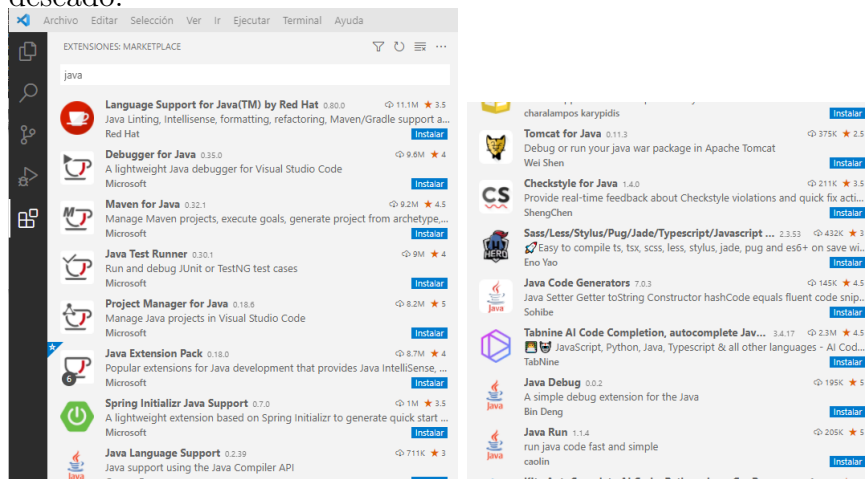 deseado.
Archivo Editar Selección Ver Ir Ejecutar Terminal Ayuda
EXTENSIONES: MARKETPLACE
java
Language Support for Java(TM) by Red Hat 0.80.0 11.1M ★ 3.5
Java Linting, Intellisense, formatting, refactoring, Maven/Gradle support a...
Red Hat Instalar
Debugger for Java 0.35.0 9.6M ★ 4
A lightweight Java debugger for Visual Studio Code
Microsoft Instalar
Maven for Java 0.32.1 9.2M ★ 4.5
Manage Maven projects, execute goals, generate project from archetype,...
Microsoft Instalar
Java Test Runner 0.30.1 9M ★ 4
Run and debug JUnit or TestNG test cases
Microsoft Instalar
Project Manager for Java 0.18.6 8.2M ★ 5
Manage Java projects in Visual Studio Code
Microsoft Instalar
Java Extension Pack 0.18.0 8.7M ★ 4
Popular extensions for Java development that provides Java IntelliSense, ...
6
Microsoft Instalar
Spring Initializr Java Support 0.7.0 1M ★ 3.5
A lightweight extension based on Spring Initializr to generate quick start ...
Microsoft Instalar
Java Language Support 0.2.39 711K ★ 3
Java support using the Java Compiler API
Java
charalampos karypidis Instalar
Tomcat for Java 0.11.3 375K ★ 2.5
Debug or run your java war package in Apache Tomcat
Wei Shen Instalar
CS
Checkstyle for Java 1.4.0 211K ★ 3.5
Provide real-time feedback about Checkstyle violations and quick fix acti...
ShengChen Instalar
Sass/Less/Stylus/Pug/Jade/Typescript/Javascript ... 2.3.53 432K ★ 3
🚀Easy to compile ts, tsx, scss, less, stylus, jade, pug and es6+ on save wi..
HERO
Eno Yao Instalar
Java Code Generators 7.0.3 145K ★ 4.5
Java Setter Getter toString Constructor hashCode equals fluent code snip..
Java
Sohibe Instalar
Tabnine AI Code Completion, autocomplete Jav... 3.4.17 2.3M ★ 4.5
JavaScript, Python, Java, Typescript & all other languages - AI Cod...
TabNine Instalar
Java Debug 0.0.2 195K ★ 5
A simple debug extension for the Java
Java
Bin Deng Instalar
Java Run 1.1.4 205K ★ 5
run java code fast and simple
Java
caolin Instalar